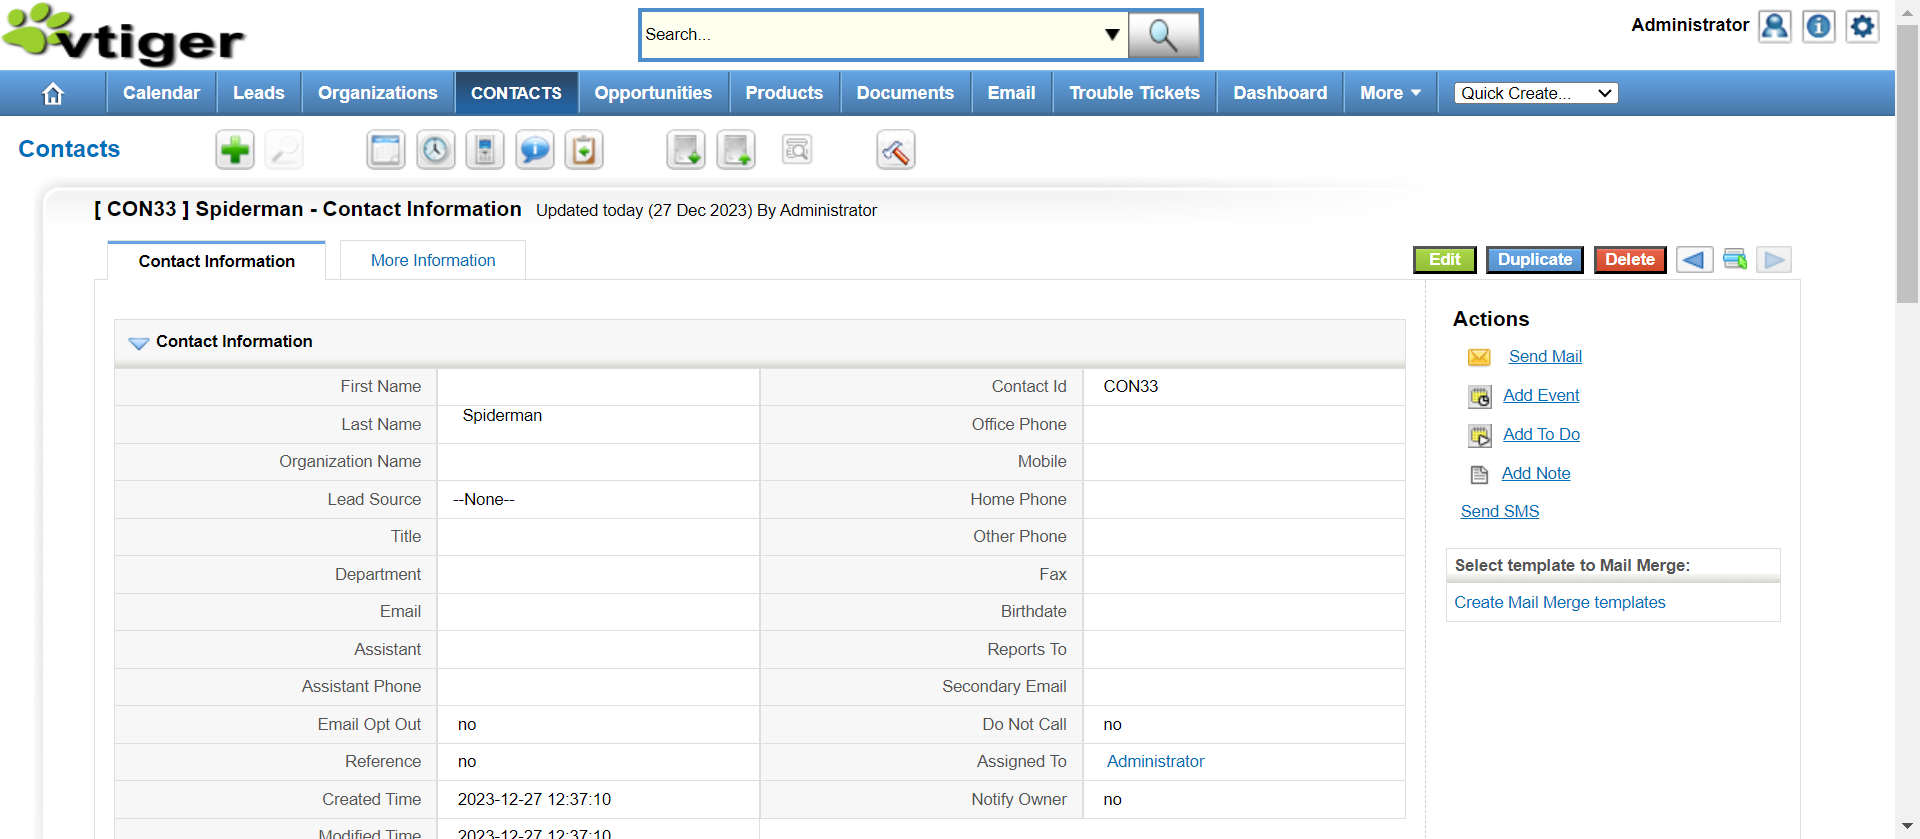 vtiger
Search...
Administrator
Calendar
Leads
Organizations
CONTACTS
Opportunities
Products
Documents
Email
Trouble Tickets
Dashboard
More
Quick Create...
Contacts
[ CON33 ] Spiderman - Contact Information Updated today (27 Dec 2023) By Administrator
Contact Information
More Information
Edit
Duplicate
Delete
Contact Information
First Name
Contact Id CON33
Last Name Spiderman
Office Phone
Organization Name
Mobile
Lead Source --None--
Home Phone
Title
Other Phone
Department
Fax
Email
Birthdate
Assistant
Reports To
Assistant Phone
Secondary Email
Email Opt Out no
Do Not Call no
Reference no
Assigned To Administrator
Created Time 2023-12-27 12:37:10
Notify Owner no
Modified Time 2023-12-27 12:37:10
Actions
Send Mail
Add Event
Add To Do
Add Note
Send SMS
Select template to Mail Merge:
Create Mail Merge templates